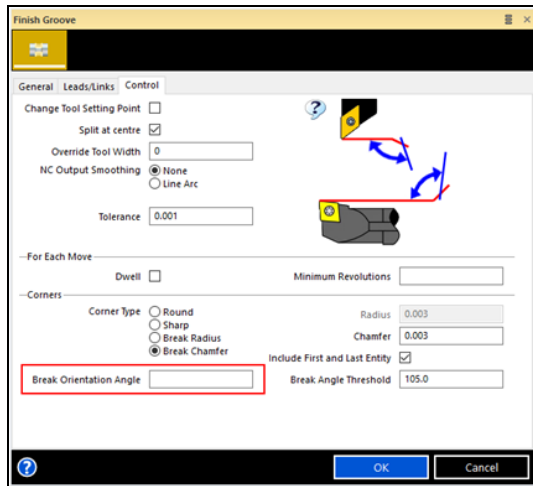 Finish Groove
General Leads/Links Control
Change Tool Setting Point
Split at centre
Override Tool Width 0
NC Output Smoothing None
Line Arc
Tolerance 0.001
For Each Move
Dwell Minimum Revolutions
Corners
Corner Type Round Radius 0.003
Sharp
Break Radius Chamfer 0.003
Break Chamfer Include First and Last Entity
Break Orientation Angle Break Angle Threshold 105.0
OK Cancel